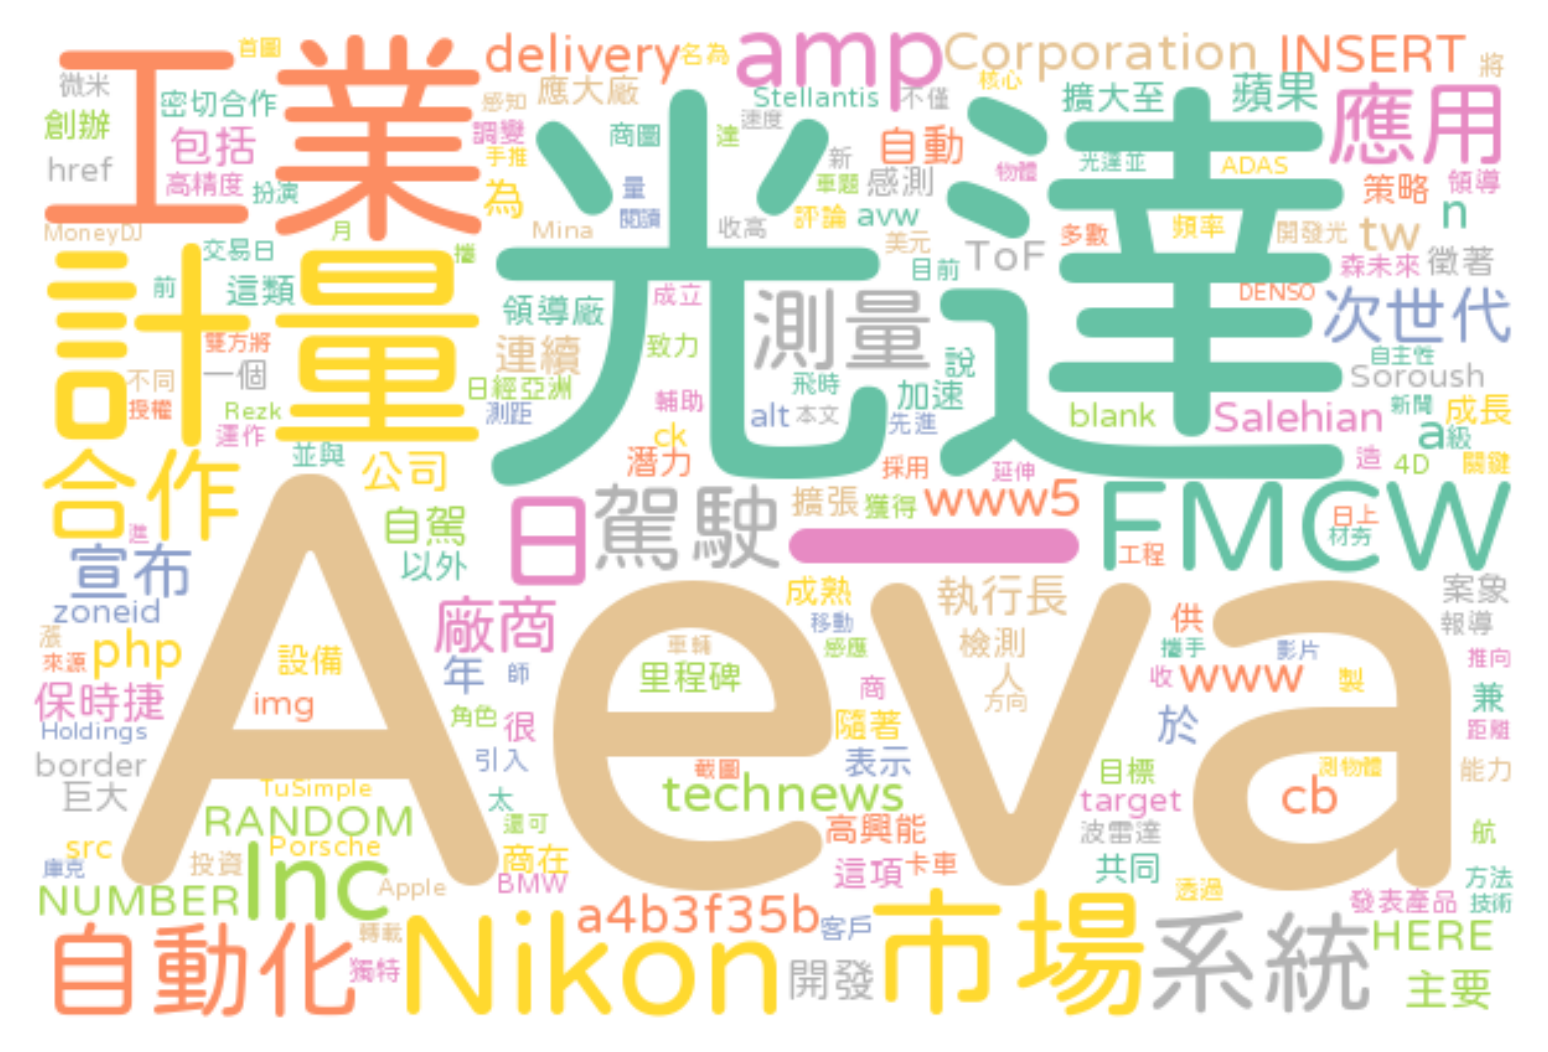 首圖
delivery
名為
amp
Corporation
INSERT
將
微米
工業
密切合作
感知
應大廠
Stellantis
不僅
核心
擴大至
蘋果
應用
創辦
包括
調變
商圈
達
速度
自動
href
高精度
扮演
手推
為
量
閱讀
新
車題
感測
物體
光達並
ADAS
策略
領導
MoneyDJ
交易日
月
攜
Mina
收高
評論
avw
美元
多數
頻率
開發光
tw
n
光達
計量
前
這類
領導廠
成立
測量
目前
ToF
森未來
徵著
DENSO
次世代
雙方將
一個
連續
致力
說
自主性
不同
授權
Rezk
運作
日經亞洲
測距
輔助
飛時
alt
本文
加速
先進
blank
Salehian
Soroush
新聞
成長
a
級
並與
公司
ck
潛力
採用
延伸
造
4D
關鍵
合作
進
自駕
以外
日
駕駛
擴張
獲得
www5
一
工程
FMCW
日上
材夯
宣布
zoneid
廠商
成熟
移動
感應
執行長
供
案象
報導
漲
來源
php
設備
年
師
車輛
里程碑
檢測
人
方向
攜手
影片
推向
保時捷
img
角色
很
商
隨著
收
www
製
兼
Holdings
Aeva
於
距離
border
巨大
TuSimple
引入
太
截圖
technews
表示
目標
target
cb
測物體
能力
RANDOM
還可
高興能
波雷達
航
src
庫克
投資
Porsche
商在
BMW
這項
卡車
共同
透過
方法
技術
NUMBER
Inc
Apple
a4b3f35b
客戶
市場
發表產品
自動化
轉載
獨特
Nikon
開發
系統
HERE
主要